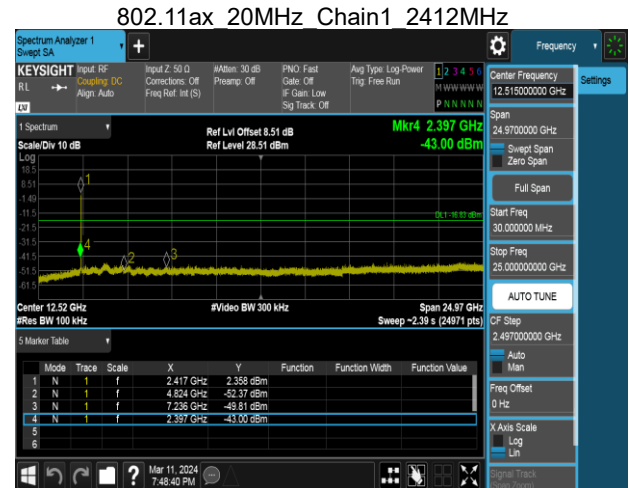 802.11ax_20MHz_Chain1_2412MHz
Spectrum Analyzer 1
Swept SA
Frequency
KEYSIGHT
RL
Input: RF
Coupling: DC
Align: Auto
Input Z: 50 Ω
Corrections: Off
Freq Ref: Int (S)
#Atten: 30 dB
Preamp: Off
PNO: Fast
Gate: Off
IF Gain: Low
Sig Track: Off
Avg Type: Log-Power
Trig: Free Run
1 2 3 4 5 6
M W W W W W
P N N N N N
1 Spectrum
Scale/Div 10 dB
Ref Lvl Offset 8.51 dB
Ref Level 28.51 dBm
Mkr4 2.397 GHz
-43.00 dBm
Log
18.5
8.51
-1.49
-11.5
-21.5
-31.5
-41.5
-51.5
-61.5
1
4
2
3
DL1 -16.93 dBm
Center 12.52 GHz
#Res BW 100 kHz
#Video BW 300 kHz
Span 24.97 GHz
Sweep ~2.39 s (24971 pts)
5 Marker Table
Mode Trace Scale X Y Function Function Width Function Value
1 N 1 f 2.417 GHz 2.358 dBm
2 N 1 f 4.824 GHz -52.37 dBm
3 N 1 f 7.236 GHz -49.81 dBm
4 N 1 f 2.397 GHz -43.00 dBm
5
6
Mar 11, 2024
7:48:40 PM
Center Frequency
12.515000000 GHz
Settings
Span
24.9700000 GHz
Swept Span
Zero Span
Full Span
Start Freq
30.000000 MHz
Stop Freq
25.000000000 GHz
AUTO TUNE
CF Step
2.497000000 GHz
Auto
Man
Freq Offset
0 Hz
X Axis Scale
Log
Lin
Signal Track
(Span Zoom)